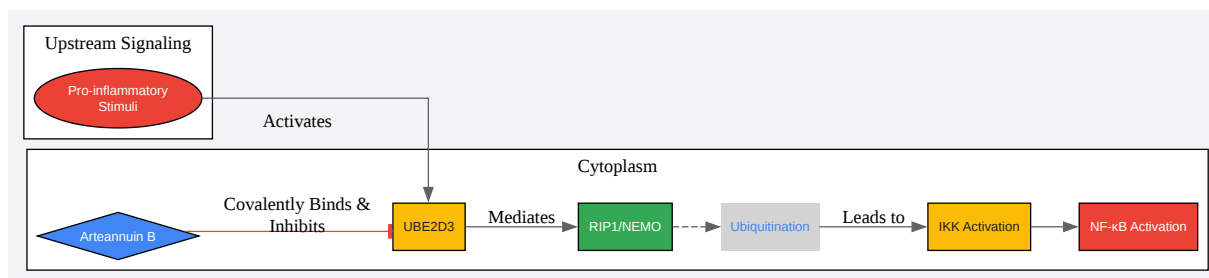 Upstream Signaling
Pro-inflammatory
Stimuli
Activates
Cytoplasm
Covalently Binds &
Inhibits
Arteannuin B
UBE2D3
Mediates
RIP1/NEMO
Ubiquitination
Leads to
IKK Activation
NF-κB Activation